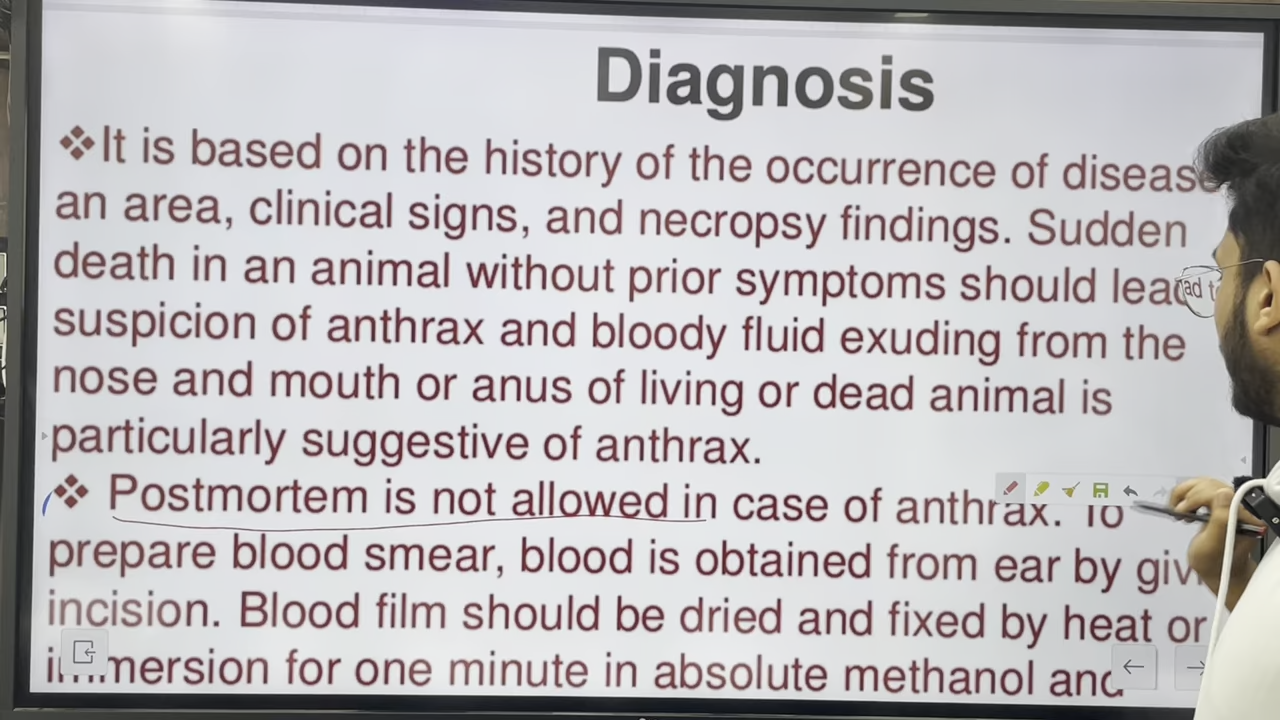 Diagnosis
❖It is based on the history of the occurrence of disease
an area, clinical signs, and necropsy findings. Sudden
death in an animal without prior symptoms should lead
suspicion of anthrax and bloody fluid exuding from the
nose and mouth or anus of living or dead animal is
particularly suggestive of anthrax.
❖ Postmortem is not allowed in case of anthrax. To
prepare blood smear, blood is obtained from ear by
incision. Blood film should be dried and fixed by heat or
immersion for one minute in absolute methanol and